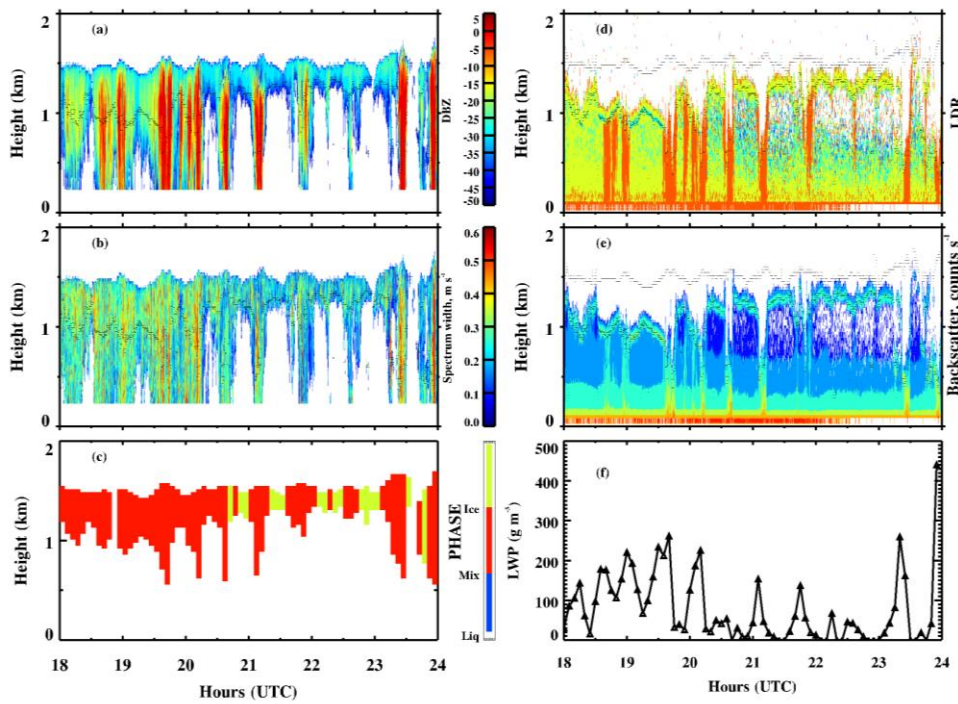 (a)
Height (km)
2
1
0
5
0
-5
-10
-15
-20
-25
-30
-35
-40
-45
-50
DBZ
(d)
Height (km)
2
1
0
LDR
(b)
Height (km)
2
1
0
0.6
0.5
0.4
0.3
0.2
0.1
0.0
Spectrum width, m s⁻¹
(e)
Height (km)
2
1
0
Backscatter, counts s⁻¹
(c)
Height (km)
2
1
0
18 19 20 21 22 23 24
Hours (UTC)
PHASE
Ice
Mix
Liq
(f)
LWP (g m⁻³)
500
400
300
200
100
0
18 19 20 21 22 23 24
Hours (UTC)